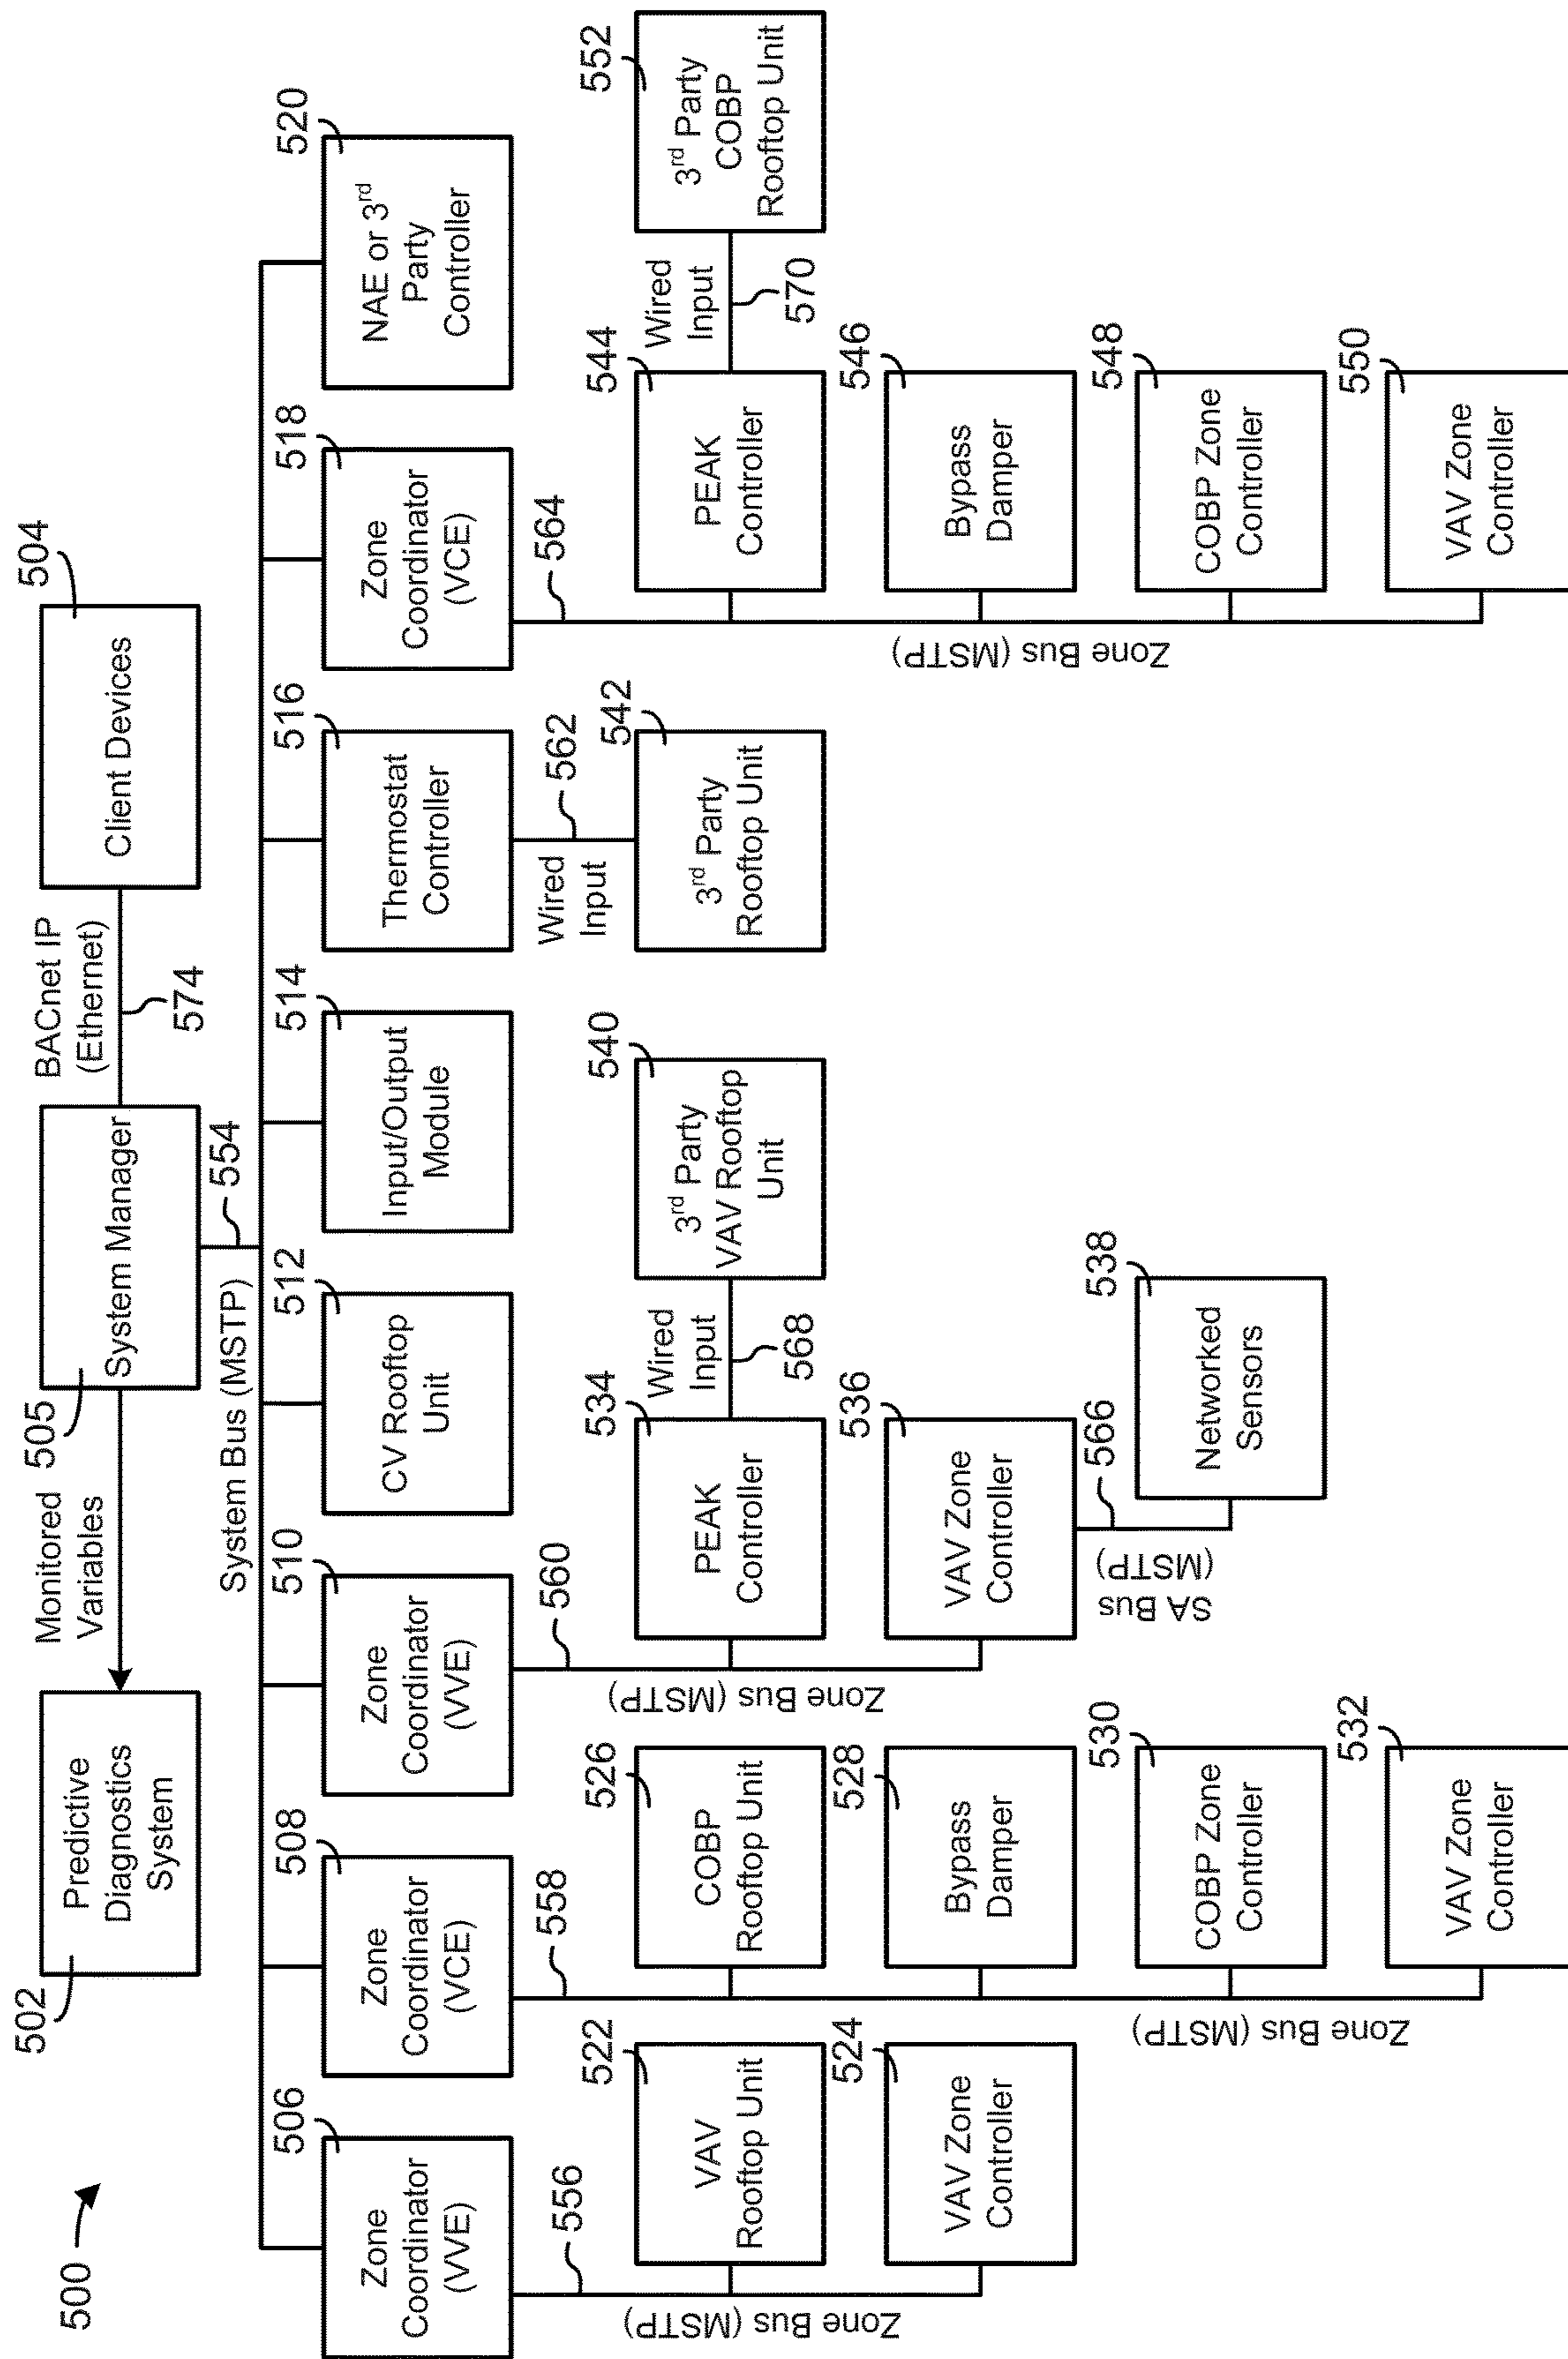 500
502
Predictive
Diagnostics
System
Monitored
Variables
505
System Manager
BACnet IP
(Ethernet)
574
504
Client Devices
System Bus (MSTP)
554
506
Zone
Coordinator
(VVE)
508
Zone
Coordinator
(VCE)
510
Zone
Coordinator
(VVE)
512
CV Rooftop
Unit
514
Input/Output
Module
516
Thermostat
Controller
518
Zone
Coordinator
(VCE)
520
NAE or 3rd
Party
Controller
556
Zone Bus (MSTP)
522
VAV
Rooftop Unit
524
VAV Zone
Controller
558
Zone Bus (MSTP)
526
COBP
Rooftop Unit
528
Bypass
Damper
530
COBP Zone
Controller
532
VAV Zone
Controller
560
Zone Bus (MSTP)
534
PEAK
Controller
Wired
Input
568
540
3rd Party
VAV Rooftop
Unit
536
VAV Zone
Controller
SA Bus
(MSTP)
566
538
Networked
Sensors
Wired
Input
562
542
3rd Party
Rooftop Unit
564
Zone Bus (MSTP)
544
PEAK
Controller
Wired
Input
570
552
3rd Party
COBP
Rooftop Unit
546
Bypass
Damper
548
COBP Zone
Controller
550
VAV Zone
Controller